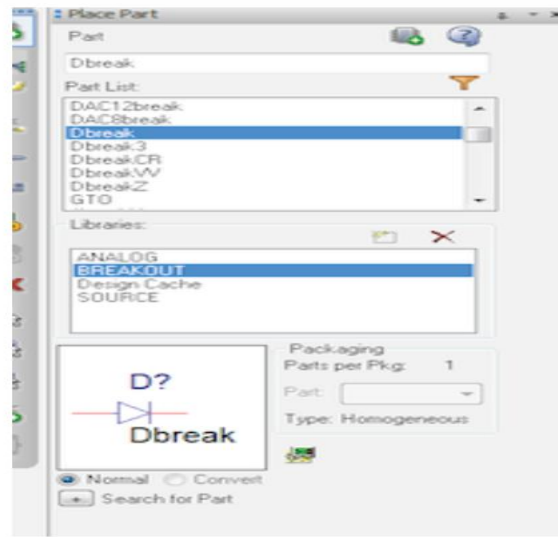 Place Part
Part
Dbreak
Part List:
DAC12break
DAC8break
Dbreak
Dbreak3
DbreakCR
DbreakVV
DbreakZ
GTO
Libraries:
ANALOG
BREAKOUT
Design Cache
SOURCE
D?
Dbreak
Packaging
Parts per Pkg: 1
Part:
Type: Homogeneous
Normal Convert
Search for Part